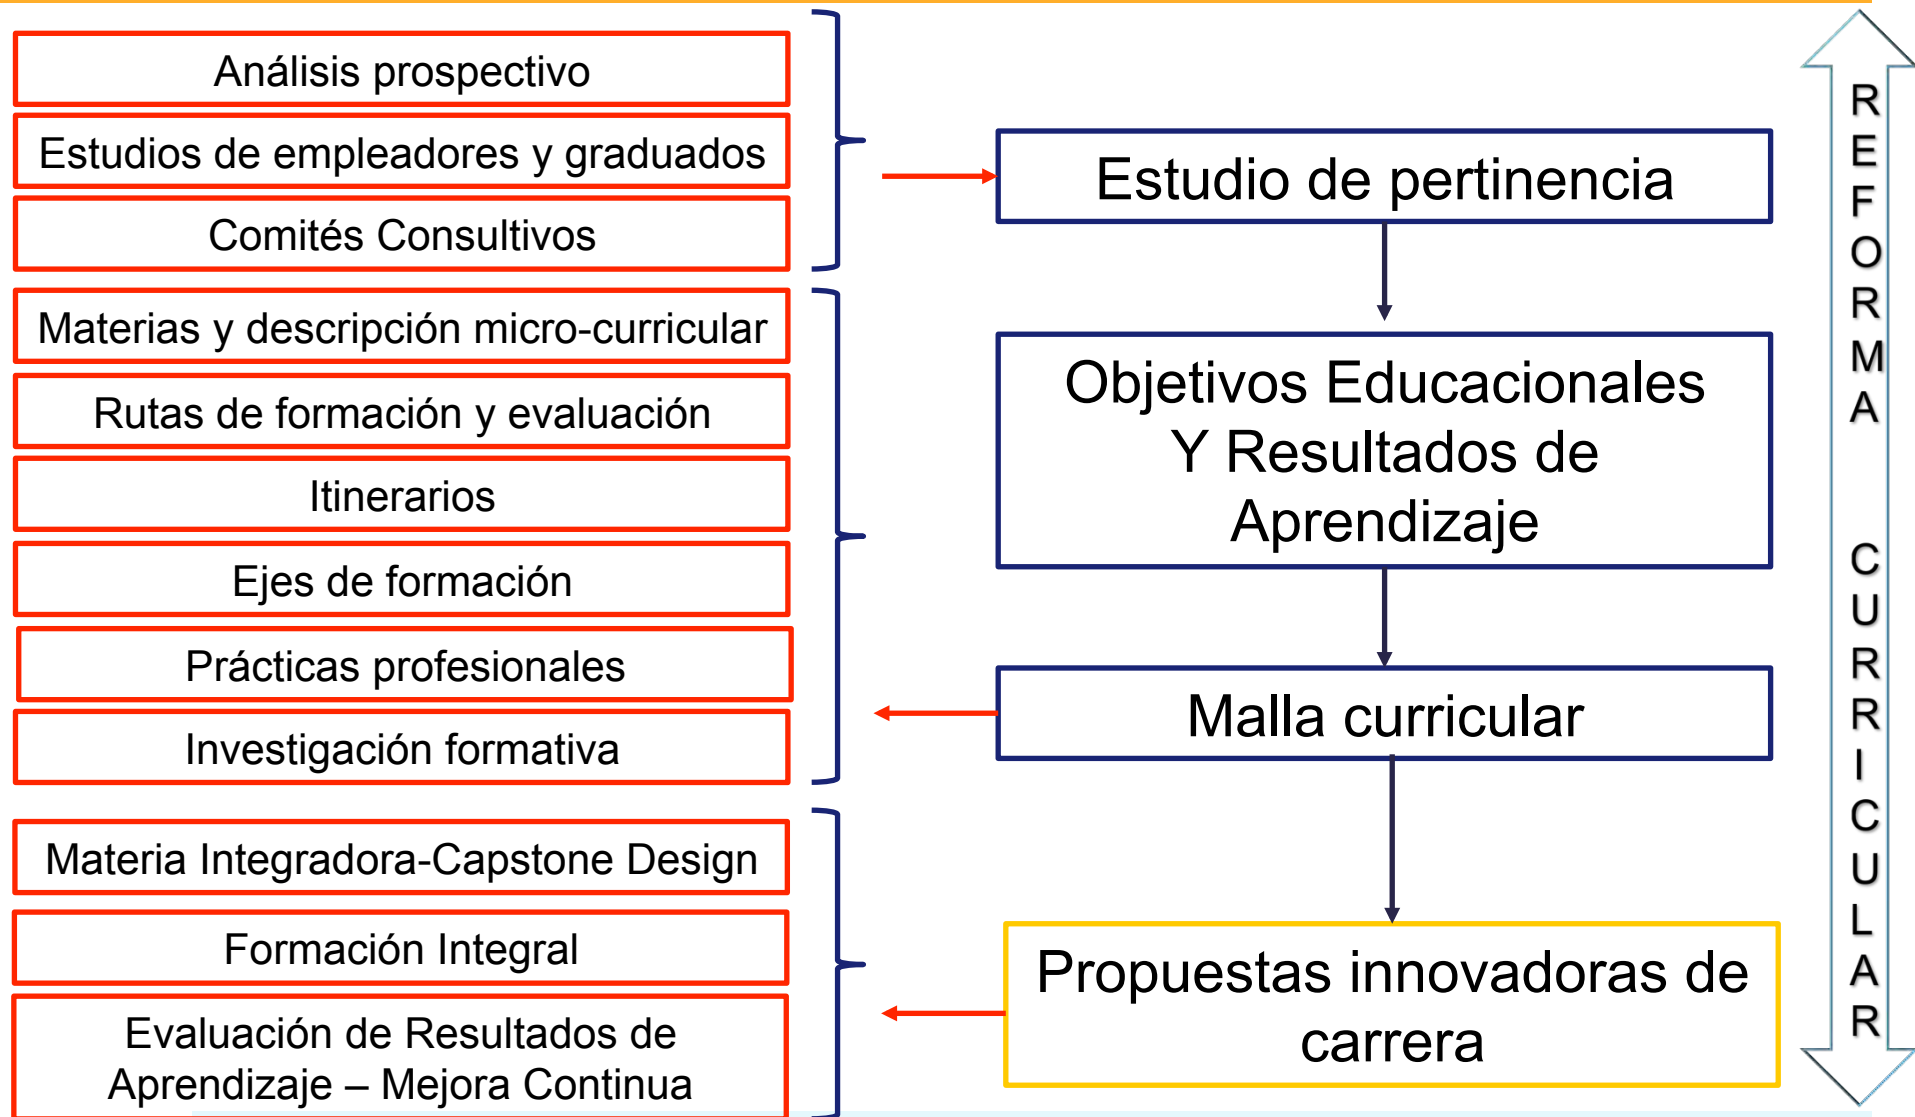 Análisis prospectivo
Estudios de empleadores y graduados
Comités Consultivos
Materias y descripción micro-curricular
Rutas de formación y evaluación
Itinerarios
Ejes de formación
Prácticas profesionales
Investigación formativa
Materia Integradora-Capstone Design
Formación Integral
Evaluación de Resultados de
Aprendizaje – Mejora Continua
Estudio de pertinencia
Objetivos Educacionales
Y Resultados de
Aprendizaje
Malla curricular
Propuestas innovadoras de
carrera
REFORMA CURRICULAR